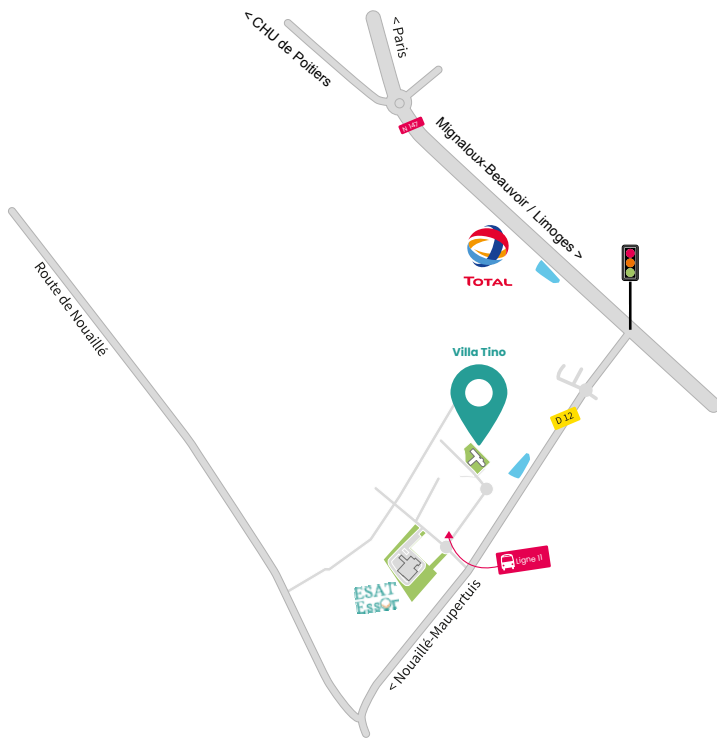 < CHU de Poitiers
< Paris
N 147
Mignaloux-Beauvoir / Limoges >
TOTAL
Route de Nouaillé
Villa Tino
D 12
Ligne 11
ESAT
Essor
< Nouaillé-Maupertuis